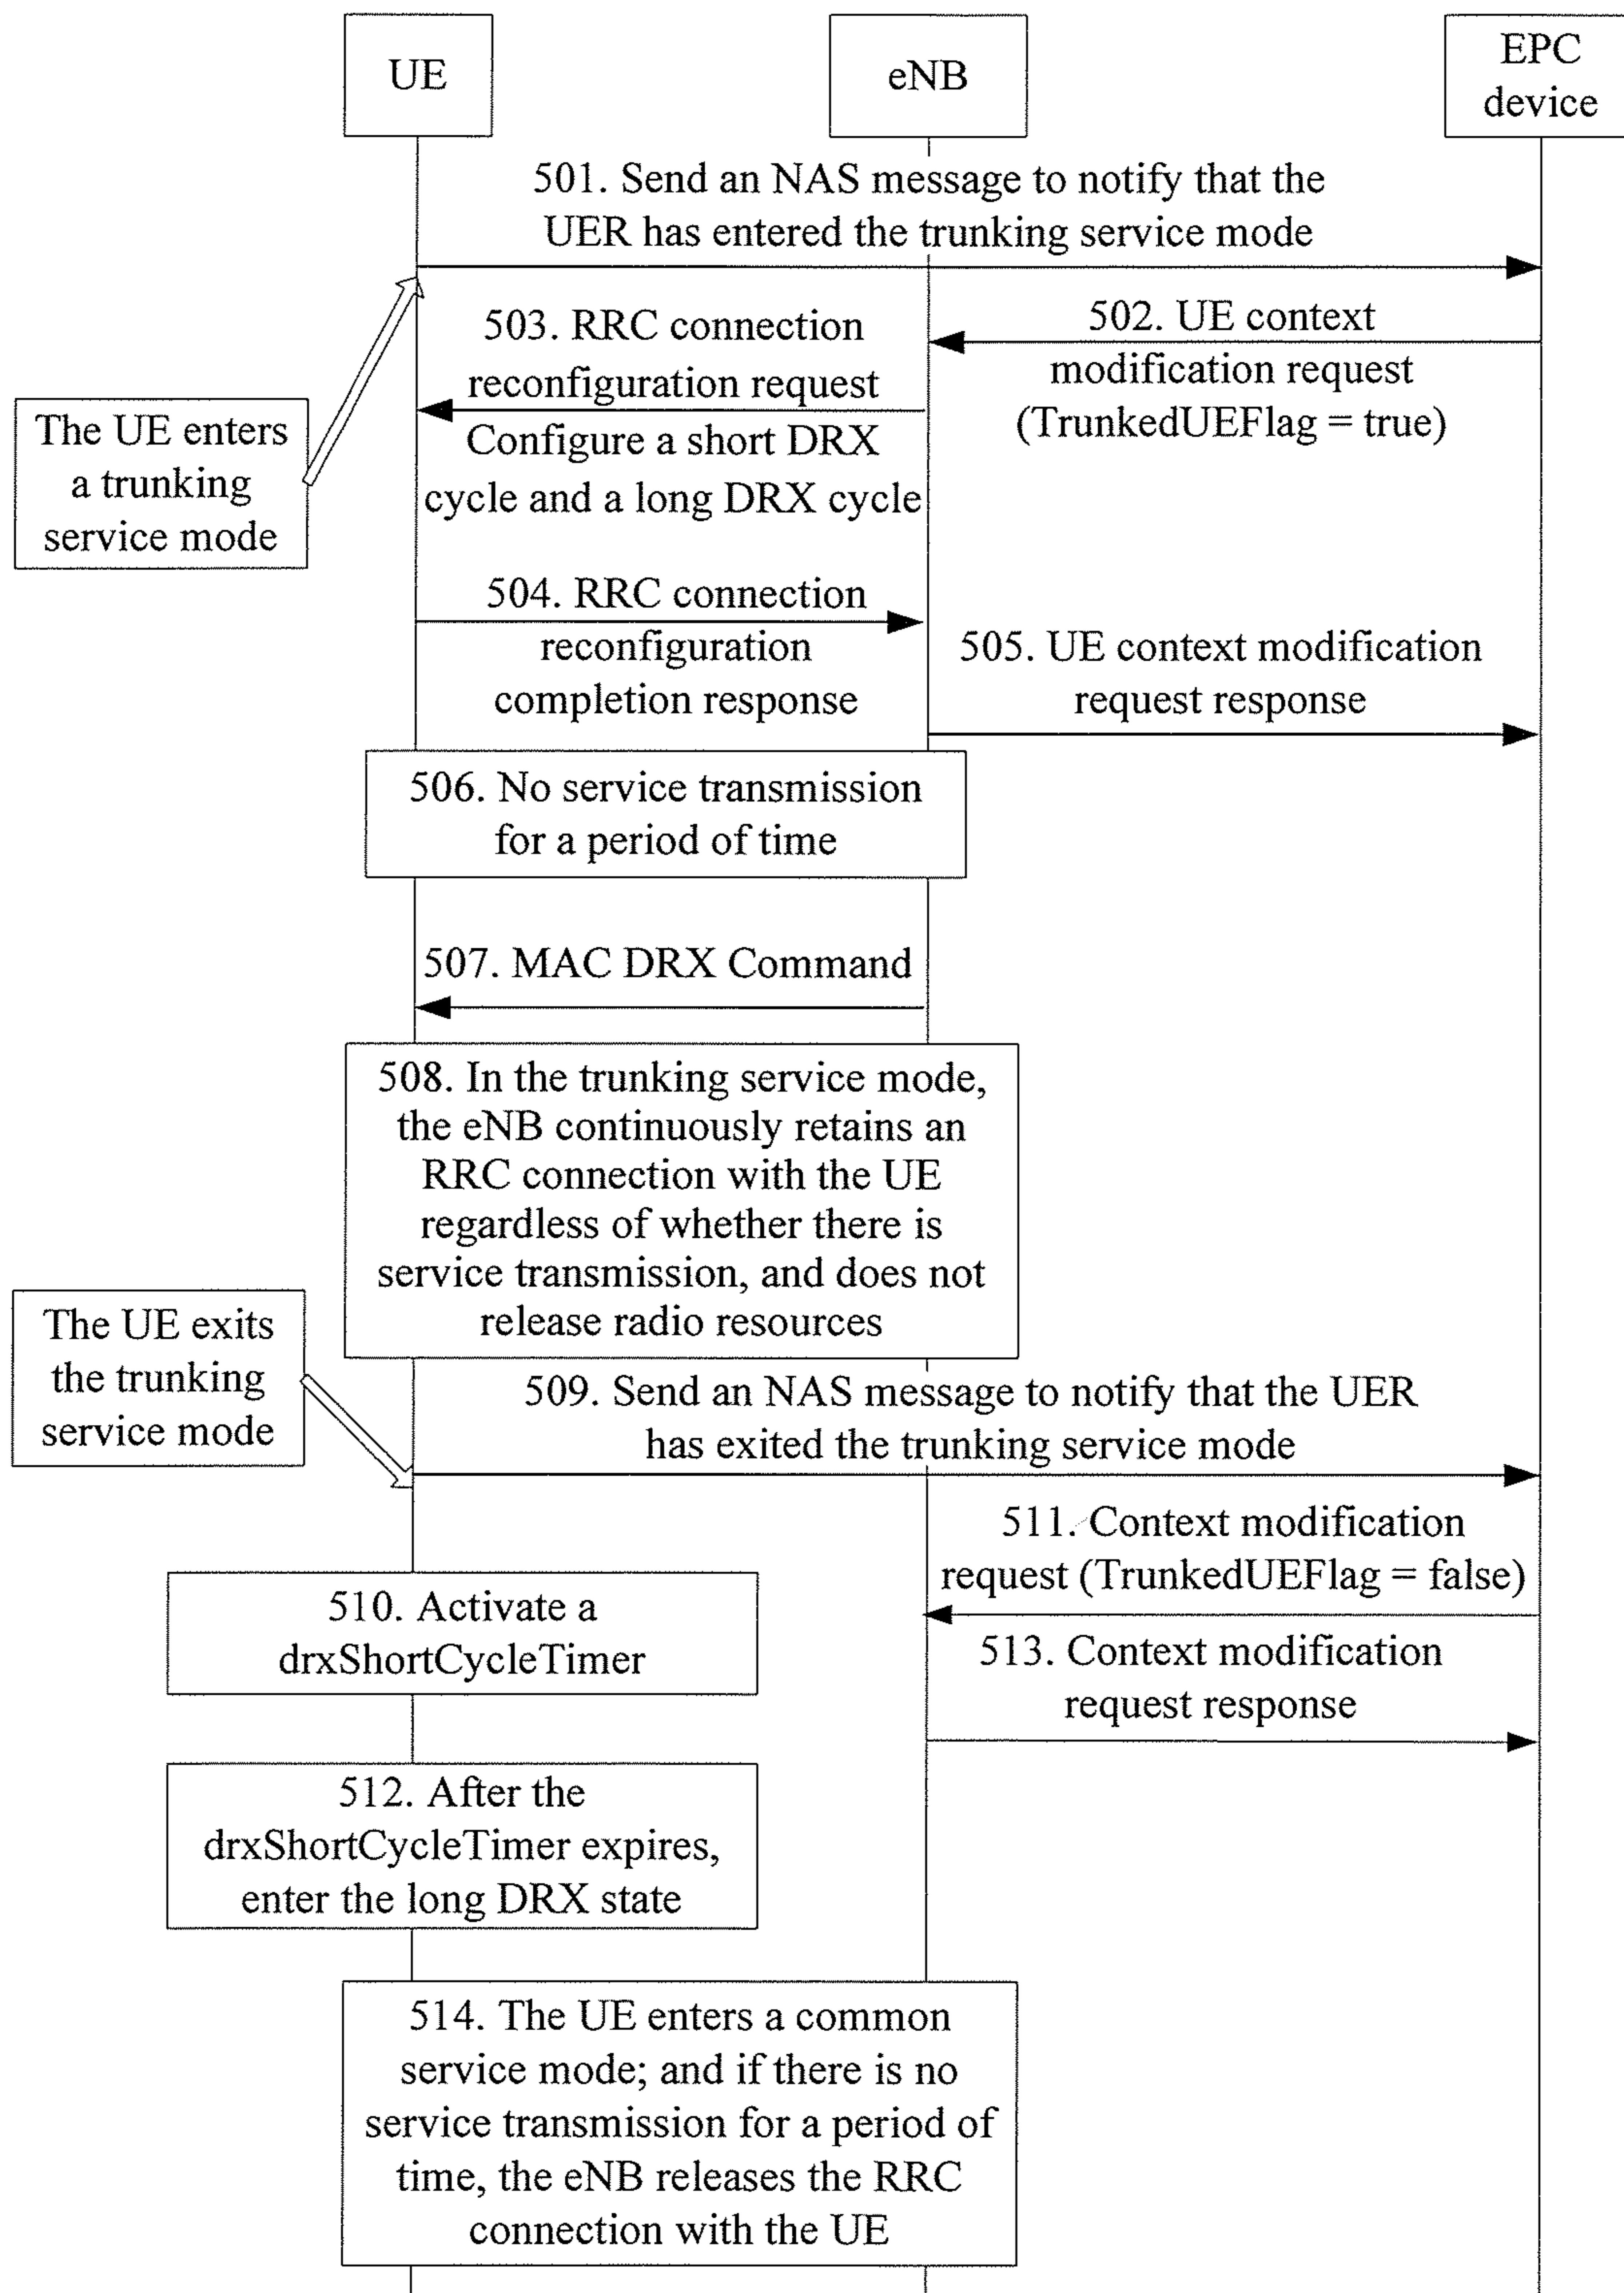 UE
eNB
EPC
device
501. Send an NAS message to notify that the
UER has entered the trunking service mode
502. UE context
modification request
(TrunkedUEFlag = true)
503. RRC connection
reconfiguration request
Configure a short DRX
cycle and a long DRX cycle
The UE enters
a trunking
service mode
504. RRC connection
reconfiguration
completion response
505. UE context modification
request response
506. No service transmission
for a period of time
507. MAC DRX Command
508. In the trunking service mode,
the eNB continuously retains an
RRC connection with the UE
regardless of whether there is
service transmission, and does not
release radio resources
The UE exits
the trunking
service mode
509. Send an NAS message to notify that the UER
has exited the trunking service mode
511. Context modification
request (TrunkedUEFlag = false)
510. Activate a
drxShortCycleTimer
513. Context modification
request response
512. After the
drxShortCycleTimer expires,
enter the long DRX state
514. The UE enters a common
service mode; and if there is no
service transmission for a period of
time, the eNB releases the RRC
connection with the UE